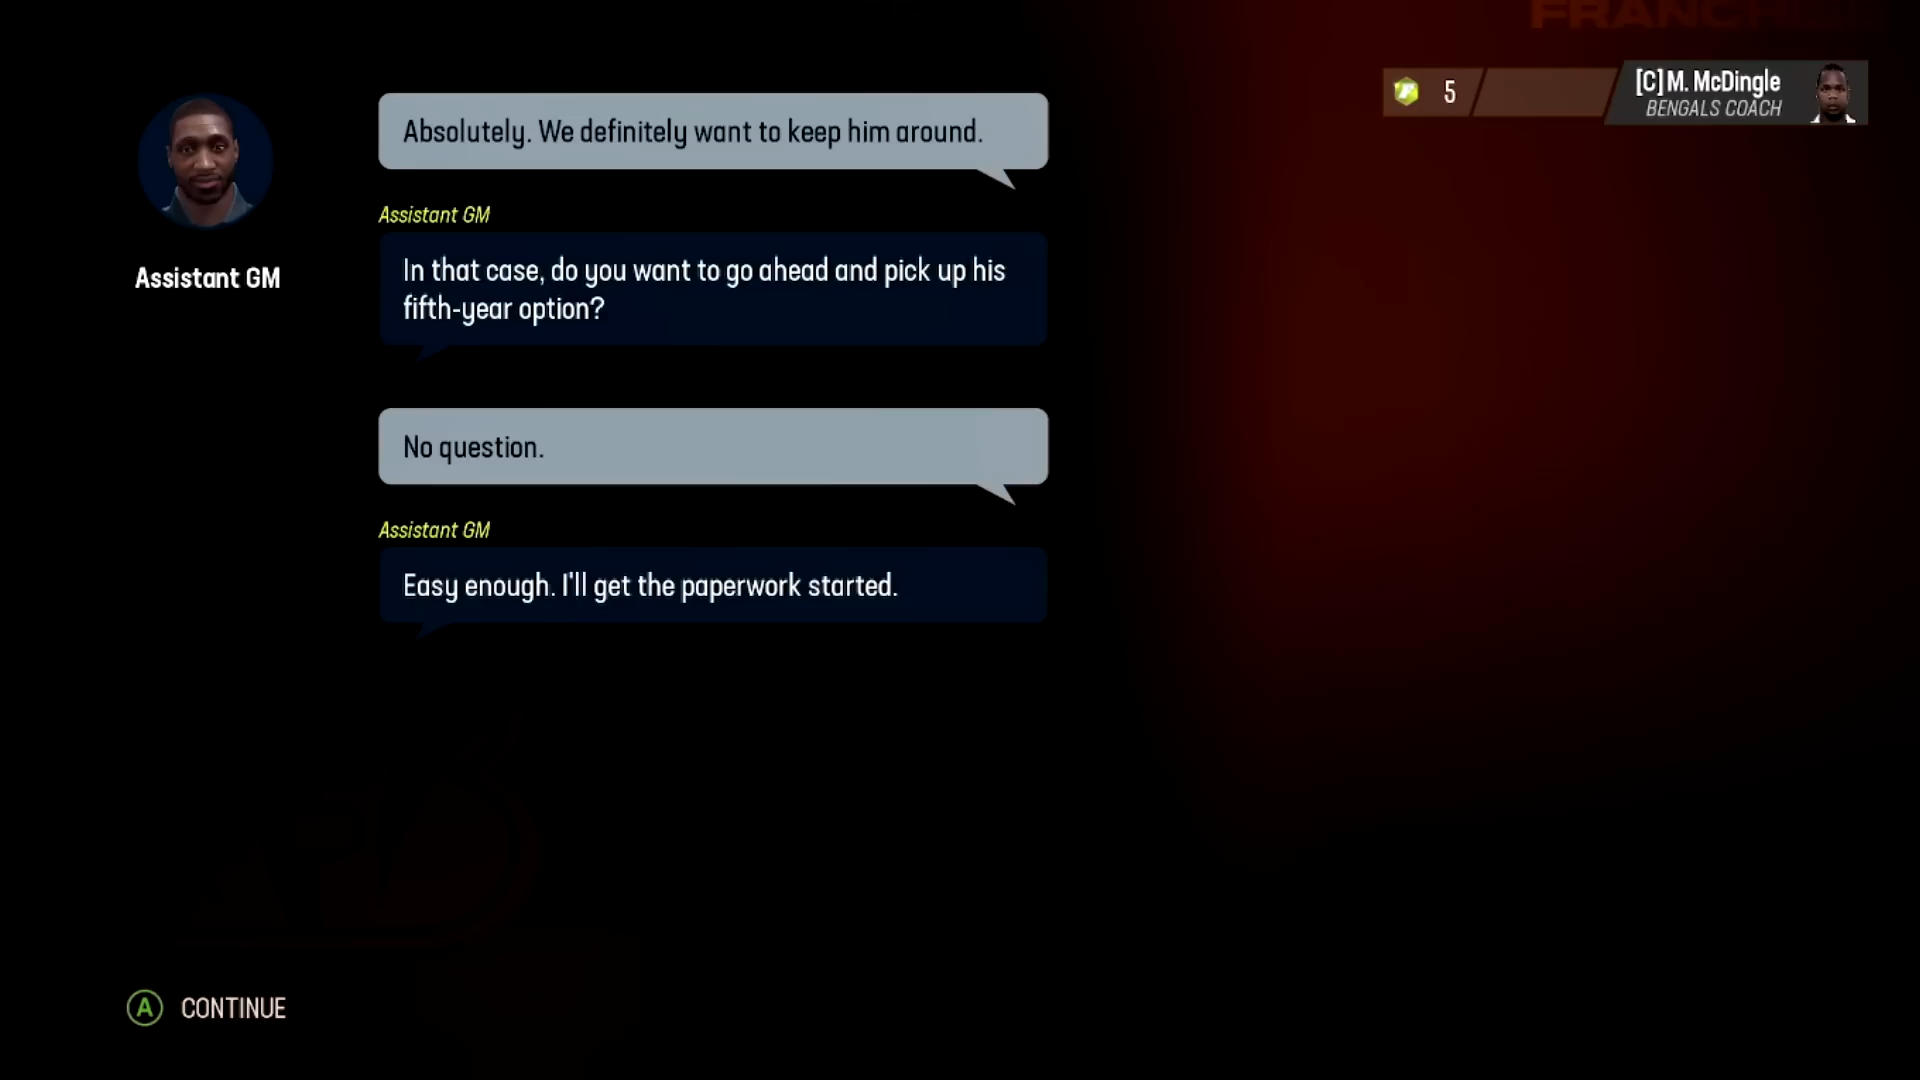 FRANCHISE
[C] M. McDingle
BENGALS COACH
5
Absolutely. We definitely want to keep him around.
Assistant GM
Assistant GM
In that case, do you want to go ahead and pick up his
fifth-year option?
No question.
Assistant GM
Easy enough. I'll get the paperwork started.
A CONTINUE